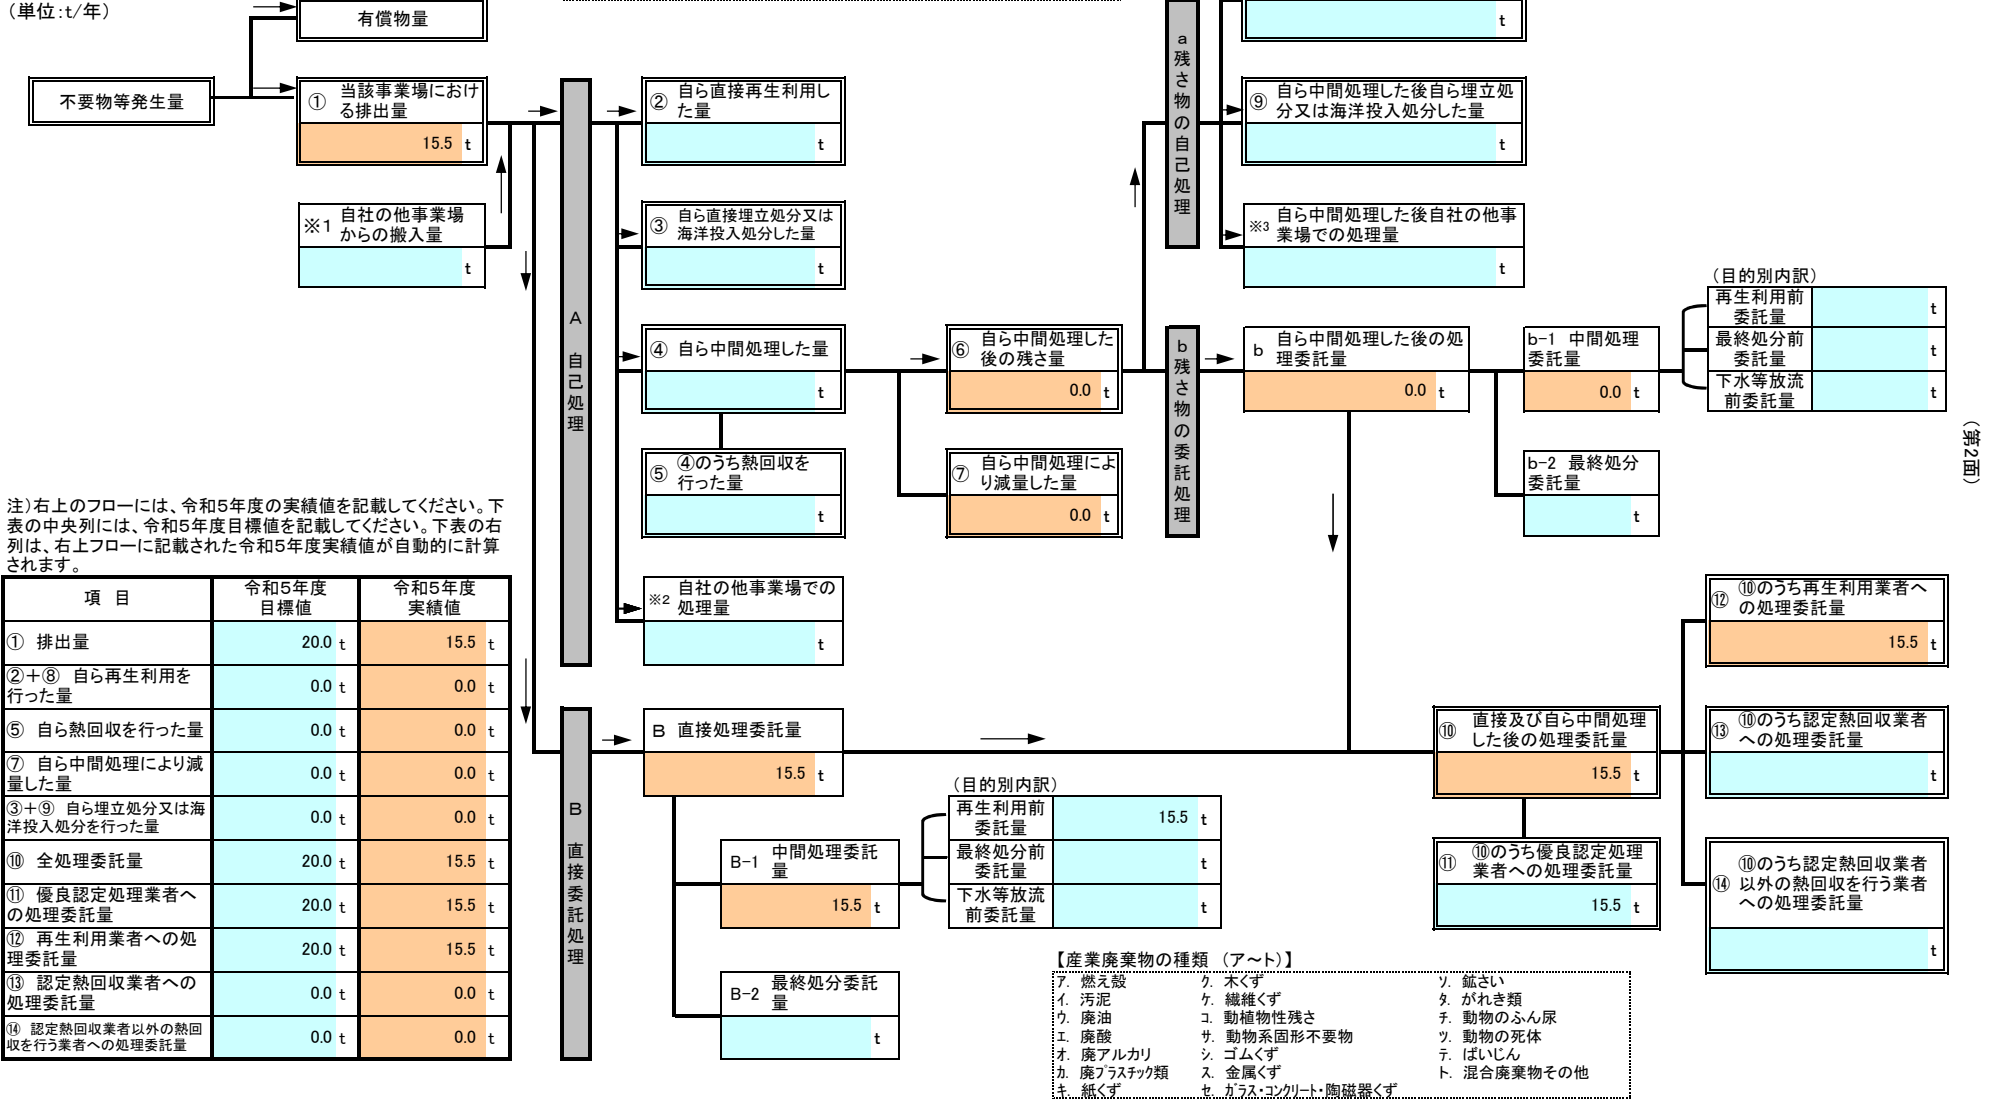 （単位：t/年）
有償物量
不要物等発生量
① 当該事業場におけ
る排出量
15.5 t
※1 自社の他事業場
からの搬入量
t
A 自己処理
② 自ら直接再生利用し
た量
t
③ 自ら直接埋立処分又は
海洋投入処分した量
t
④ 自ら中間処理した量
t
⑤ ④のうち熱回収を
行った量
t
※2 自社の他事業場での
処理量
t
⑥ 自ら中間処理した
後の残さ量
0.0 t
⑦ 自ら中間処理によ
り減量した量
0.0 t
a 残さ物の自己処理
t
⑨ 自ら中間処理した後自ら埋立処
分又は海洋投入処分した量
t
※3 自ら中間処理した後自社の他事
業場での処理量
t
b 残さ物の委託処理
b 自ら中間処理した後の処
理委託量
0.0 t
b-1 中間処理
委託量
0.0 t
b-2 最終処分
委託量
t
（目的別内訳）
再生利用前
委託量 t
最終処分前
委託量 t
下水等放流
前委託量 t
（第2面）
注）右上のフローには、令和5年度の実績値を記載してください。下
表の中央列には、令和5年度目標値を記載してください。下表の右
列は、右上フローに記載された令和5年度実績値が自動的に計算
されます。
項 目 令和5年度 目標値 令和5年度 実績値
① 排出量 20.0 t 15.5 t
②＋⑧ 自ら再生利用を
行った量 0.0 t 0.0 t
⑤ 自ら熱回収を行った量 0.0 t 0.0 t
⑦ 自ら中間処理により減
量した量 0.0 t 0.0 t
③＋⑨ 自ら埋立処分又は海
洋投入処分を行った量 0.0 t 0.0 t
⑩ 全処理委託量 20.0 t 15.5 t
⑪ 優良認定処理業者へ
の処理委託量 20.0 t 15.5 t
⑫ 再生利用業者への処
理委託量 20.0 t 15.5 t
⑬ 認定熱回収業者への
処理委託量 0.0 t 0.0 t
⑭ 認定熱回収業者以外の熱回
収を行う業者への処理委託量 0.0 t 0.0 t
B 直接委託処理
B 直接処理委託量
15.5 t
B-1 中間処理委託
量
15.5 t
B-2 最終処分委託
量
t
（目的別内訳）
再生利用前
委託量 15.5 t
最終処分前
委託量 t
下水等放流
前委託量 t
⑩ 直接及び自ら中間処理
した後の処理委託量
15.5 t
⑪ ⑩のうち優良認定処理
業者への処理委託量
15.5 t
⑫ ⑩のうち再生利用業者へ
の処理委託量
15.5 t
⑬ ⑩のうち認定熱回収業者
への処理委託量
t
⑭ ⑩のうち認定熱回収業者
以外の熱回収を行う業者
への処理委託量
t
【産業廃棄物の種類 （ア～ト）】
ア. 燃え殻 ク. 木くず ソ. 鉱さい
イ. 汚泥 ケ. 繊維くず タ. がれき類
ウ. 廃油 コ. 動植物性残さ チ. 動物のふん尿
エ. 廃酸 サ. 動物系固形不要物 ツ. 動物の死体
オ. 廃アルカリ シ. ゴムくず テ. ばいじん
カ. 廃プラスチック類 ス. 金属くず ト. 混合廃棄物その他
キ. 紙くず セ. ガラス・コンクリート・陶磁器くず